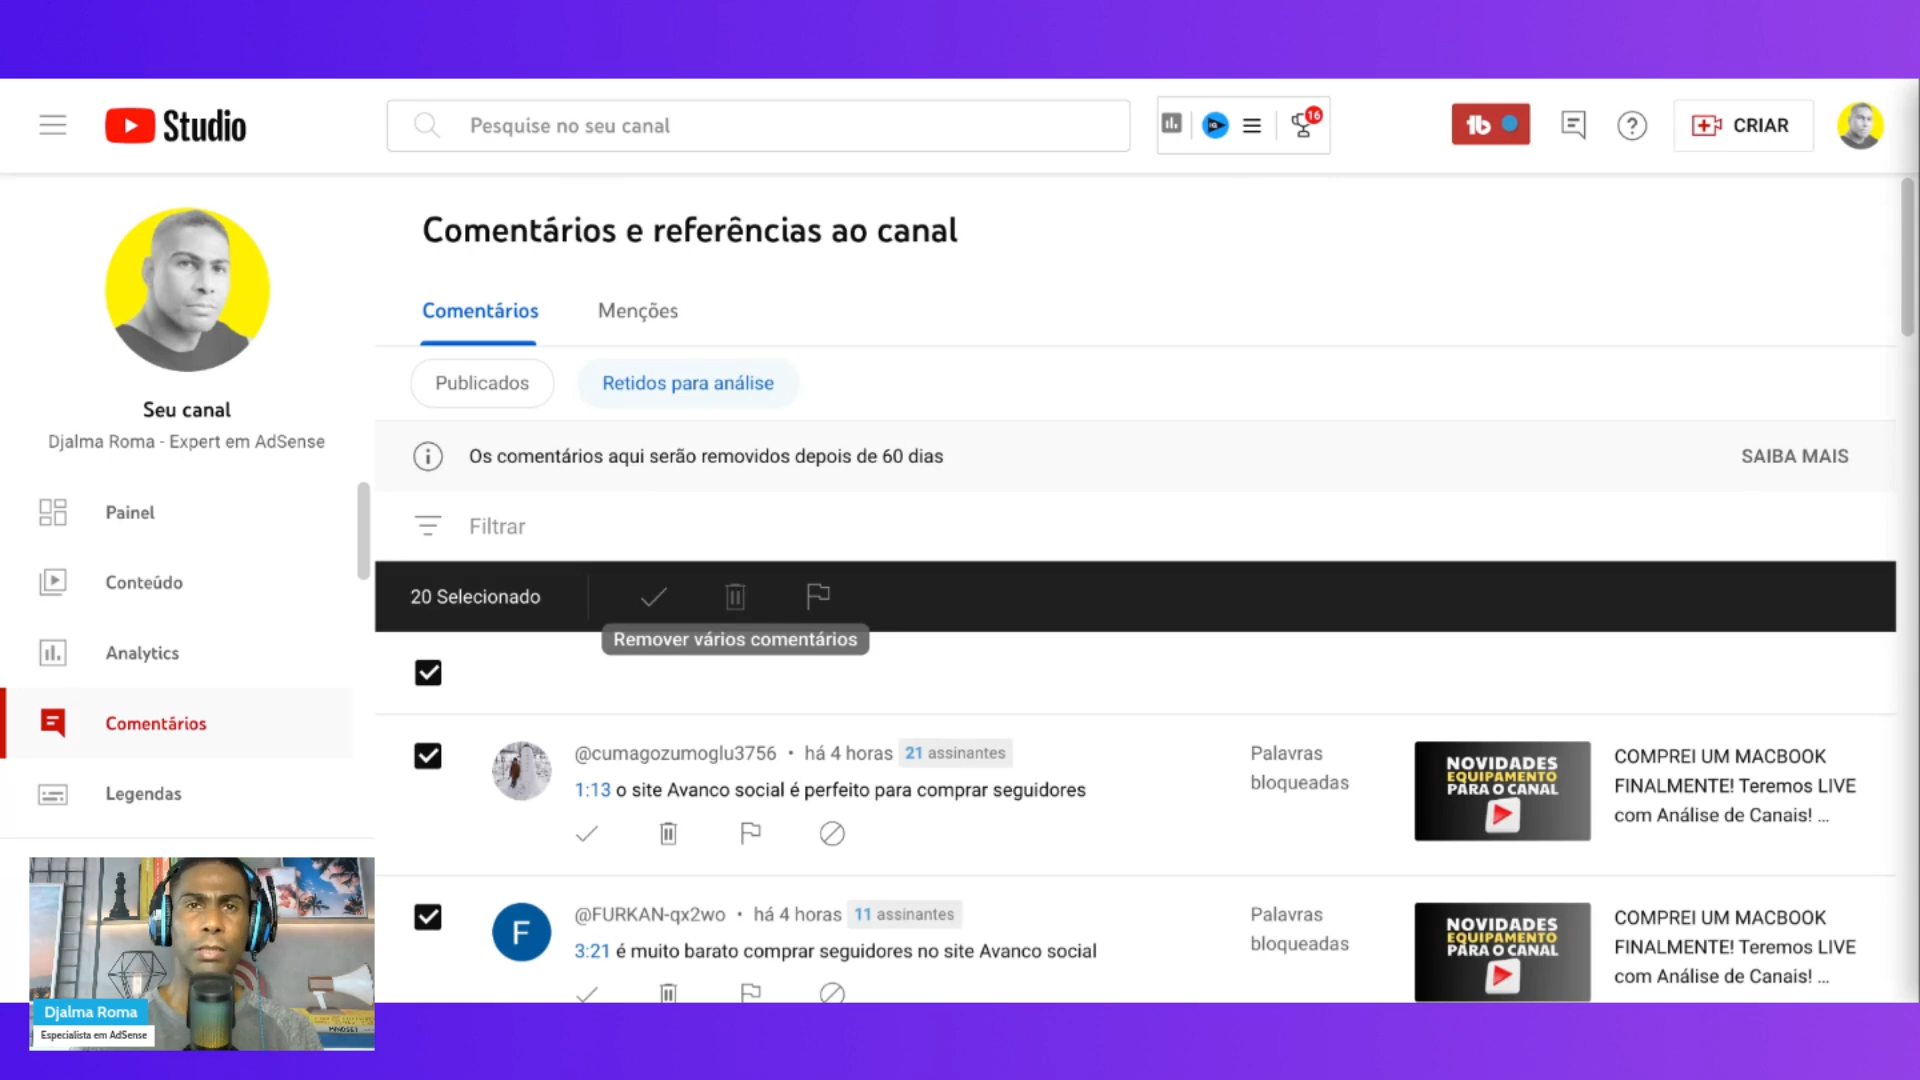 Studio
Pesquise no seu canal
16
CRIAR
Seu canal
Djalma Roma - Expert em AdSense
Painel
Conteúdo
Analytics
Comentários
Legendas
Comentários e referências ao canal
Comentários
Menções
Publicados
Retidos para análise
Os comentários aqui serão removidos depois de 60 dias
SAIBA MAIS
Filtrar
20 Selecionado
Remover vários comentários
@cumagozumoglu3756 • há 4 horas 21 assinantes
1:13 o site Avanco social é perfeito para comprar seguidores
Palavras
bloqueadas
NOVIDADES
EQUIPAMENTO
PARA O CANAL
COMPREI UM MACBOOK
FINALMENTE! Teremos LIVE
com Análise de Canais! ...
F
@FURKAN-qx2wo • há 4 horas 11 assinantes
3:21 é muito barato comprar seguidores no site Avanco social
Palavras
bloqueadas
NOVIDADES
EQUIPAMENTO
PARA O CANAL
COMPREI UM MACBOOK
FINALMENTE! Teremos LIVE
com Análise de Canais! ...
Djalma Roma
Especialista em AdSense
MINDSET